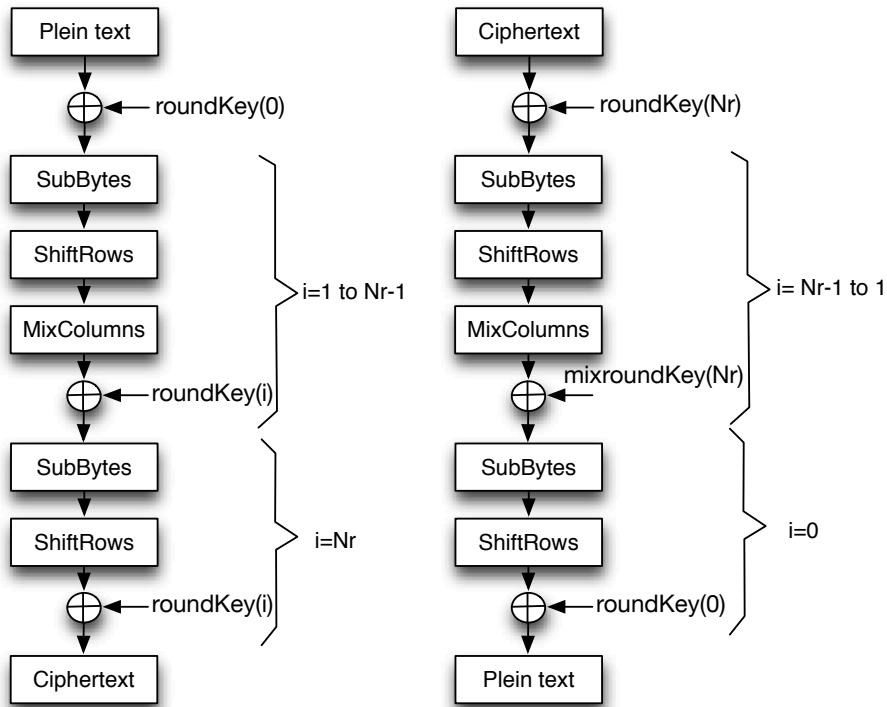 Plein text
roundKey(0)
SubBytes
ShiftRows
MixColumns
i=1 to Nr-1
roundKey(i)
SubBytes
ShiftRows
i=Nr
roundKey(i)
Ciphertext
Ciphertext
roundKey(Nr)
SubBytes
ShiftRows
MixColumns
i= Nr-1 to 1
mixroundKey(Nr)
SubBytes
ShiftRows
i=0
roundKey(0)
Plein text